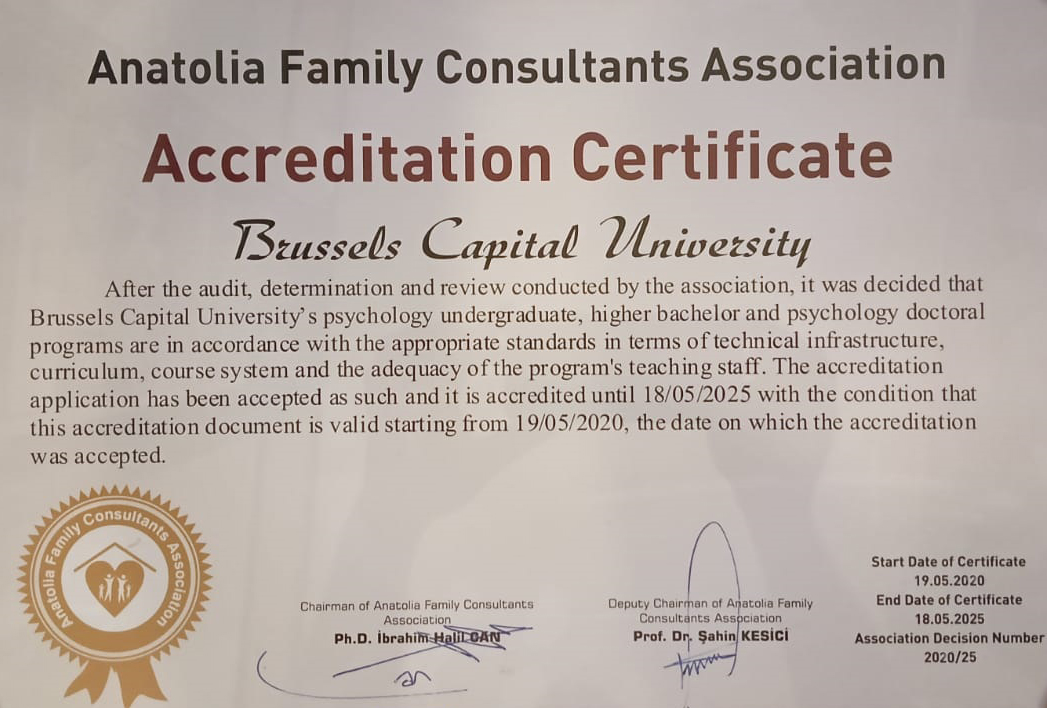 Anatolia Family Consultants Association
Accreditation Certificate
Brussels Capital University
After the audit, determination and review conducted by the association, it was decided that
Brussels Capital University's psychology undergraduate, higher bachelor and psychology doctoral
programs are in accordance with the appropriate standards in terms of technical infrastructure,
curriculum, course system and the adequacy of the program's teaching staff. The accreditation
application has been accepted as such and it is accredited until 18/05/2025 with the condition that
this accreditation document is valid starting from 19/05/2020, the date on which the accreditation
was accepted.
Anatolia Family Consultants Association
Chairman of Anatolia Family Consultants
Association
Ph.D. İbrahim Halil CAN
Deputy Chairman of Anatolia Family
Consultants Association
Prof. Dr. Şahin KESİCİ
Start Date of Certificate
19.05.2020
End Date of Certificate
18.05.2025
Association Decision Number
2020/25